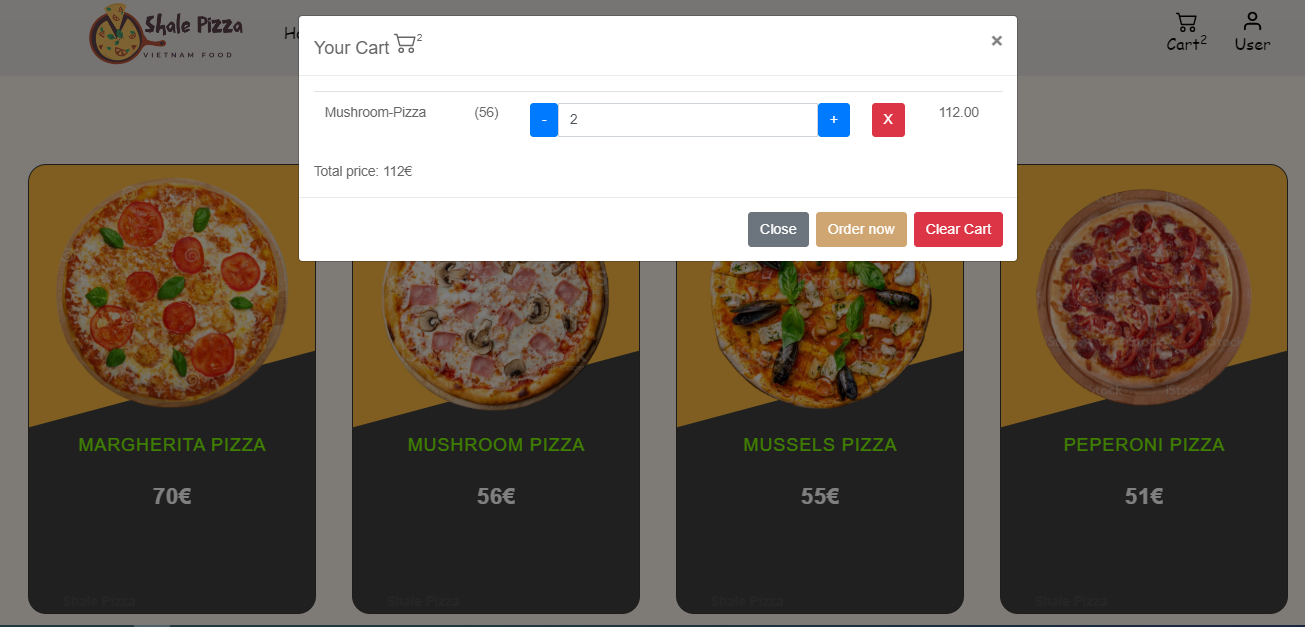 Shale Pizza
VIETNAM FOOD
Cart2
User
Your Cart 2
×
Mushroom-Pizza (56) - 2 + X 112.00
Total price: 112€
Close Order now Clear Cart
MARGHERITA PIZZA
70€
Shale Pizza
MUSHROOM PIZZA
56€
Shale Pizza
MUSSELS PIZZA
55€
Shale Pizza
PEPERONI PIZZA
51€
Shale Pizza